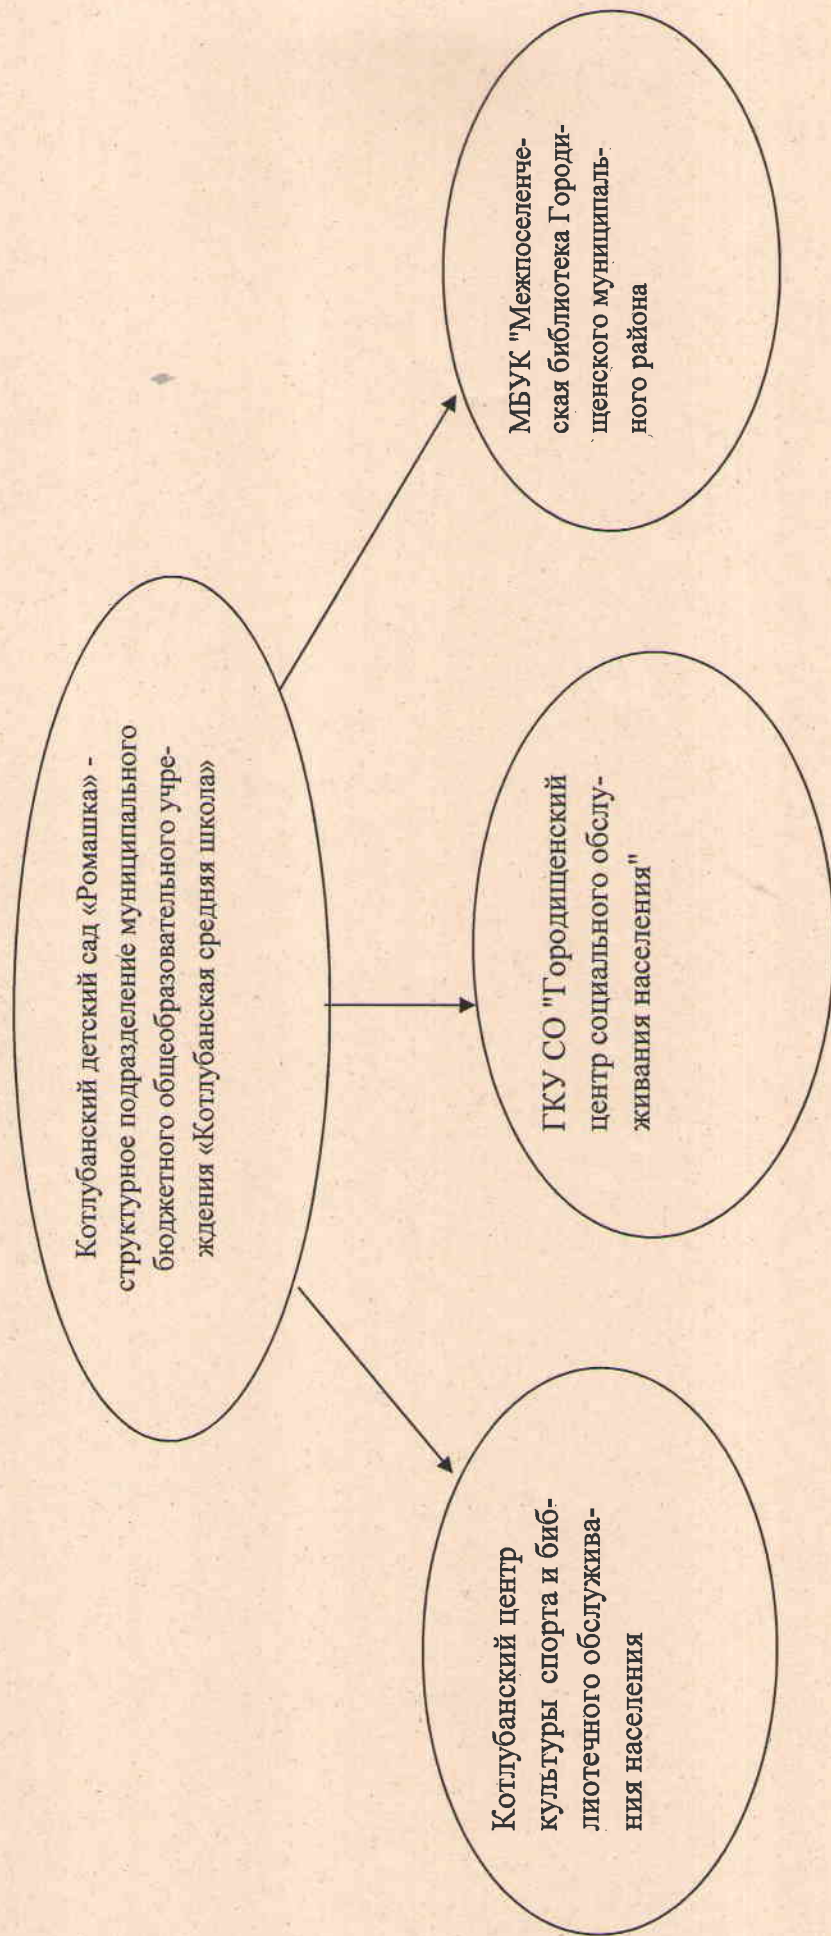 Котлубанский детский сад «Ромашка» -
структурное подразделение муниципального
бюджетного общеобразовательного учре-
ждения «Котлубанская средняя школа»
Котлубанский центр
культуры спорта и биб-
лиотечного обслужива-
ния населения
ГКУ СО "Городищенский
центр социального обслу-
живания населения"
МБУК "Межпоселенче-
ская библиотека Городи-
щенского муниципаль-
ного района